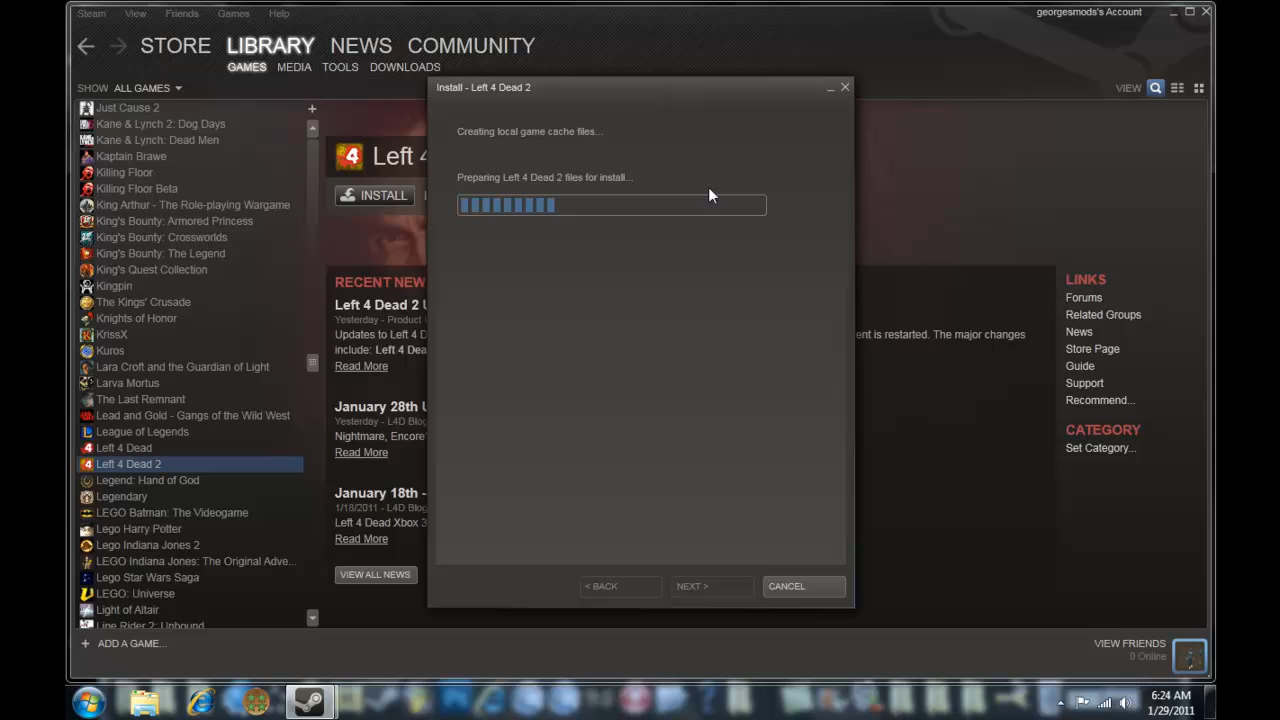 Steam View Friends Games Help
georgesmods's Account
STORE LIBRARY NEWS COMMUNITY
GAMES MEDIA TOOLS DOWNLOADS
SHOW ALL GAMES
VIEW
Just Cause 2
Kane & Lynch 2: Dog Days
Kane & Lynch: Dead Men
Kaptain Brawe
Killing Floor
Killing Floor Beta
King Arthur - The Role-playing Wargame
King's Bounty: Armored Princess
King's Bounty: Crossworlds
King's Bounty: The Legend
King's Quest Collection
Kingpin
The Kings' Crusade
Knights of Honor
KrissX
Kuros
Lara Croft and the Guardian of Light
Larva Mortus
The Last Remnant
Lead and Gold - Gangs of the Wild West
League of Legends
Left 4 Dead
Left 4 Dead 2
Legend: Hand of God
Legendary
LEGO Batman: The Videogame
Lego Harry Potter
Lego Indiana Jones 2
LEGO Indiana Jones: The Original Adve...
Lego Star Wars Saga
LEGO: Universe
Light of Altair
Line Rider 2: Unbound
+ ADD A GAME...
Left 4
INSTALL
RECENT NEW
Left 4 Dead 2 U
Yesterday - Product
Updates to Left 4 D
ent is restarted. The major changes
include: Left 4 Dea
Read More
January 28th U
Yesterday - L4D Blog
Nightmare, Encore
Read More
January 18th -
1/18/2011 - L4D Blog
Left 4 Dead Xbox 3
Read More
VIEW ALL NEWS
Install - Left 4 Dead 2
Creating local game cache files...
Preparing Left 4 Dead 2 files for install...
< BACK NEXT > CANCEL
LINKS
Forums
Related Groups
News
Store Page
Guide
Support
Recommend...
CATEGORY
Set Category...
VIEW FRIENDS
0 Online
6:24 AM
1/29/2011